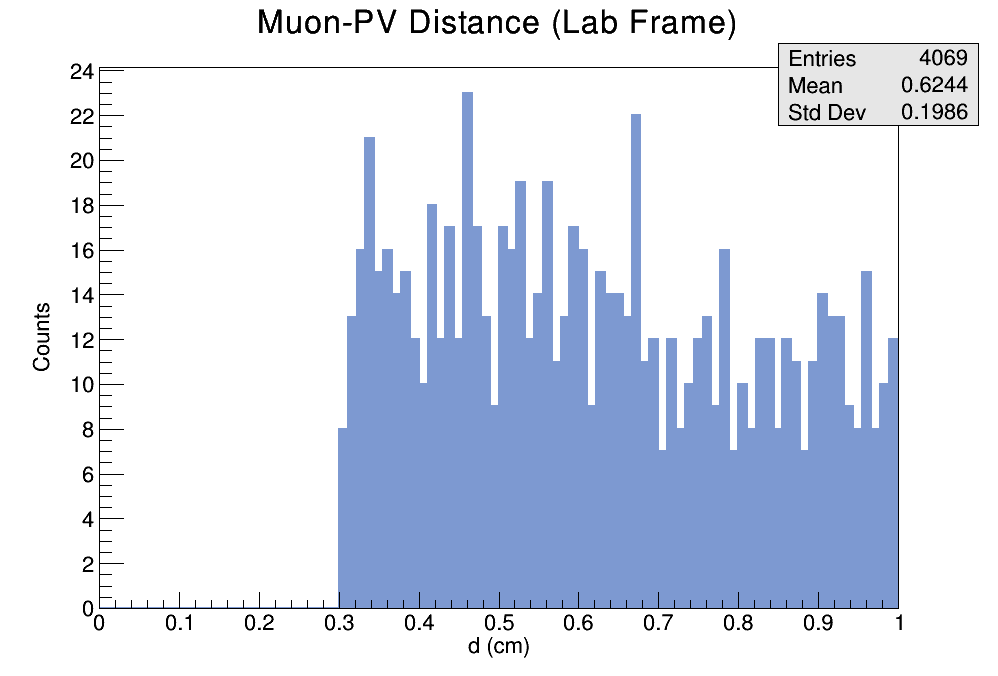 Muon-PV Distance (Lab Frame)
Entries 4069
Mean 0.6244
Std Dev 0.1986
24
22
20
18
16
14
12
10
8
6
4
2
0
Counts
0 0.1 0.2 0.3 0.4 0.5 0.6 0.7 0.8 0.9 1
d (cm)